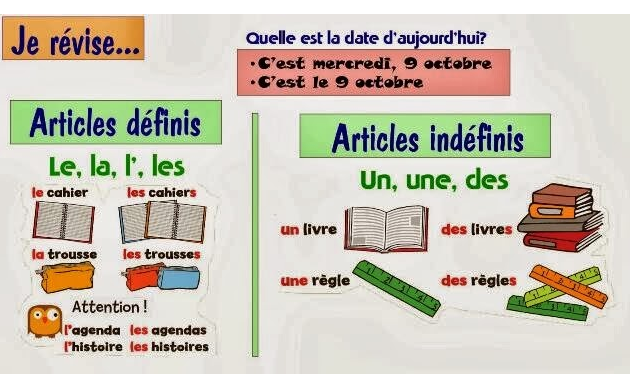 Je révise...
Quelle est la date d'aujourd'hui?
• C'est mercredi, 9 octobre
• C'est le 9 octobre
Articles définis
Le, la, l', les
le cahier les cahiers
la trousse les trousses
Attention !
l'agenda les agendas
l'histoire les histoires
Articles indéfinis
Un, une, des
un livre des livres
une règle des règles